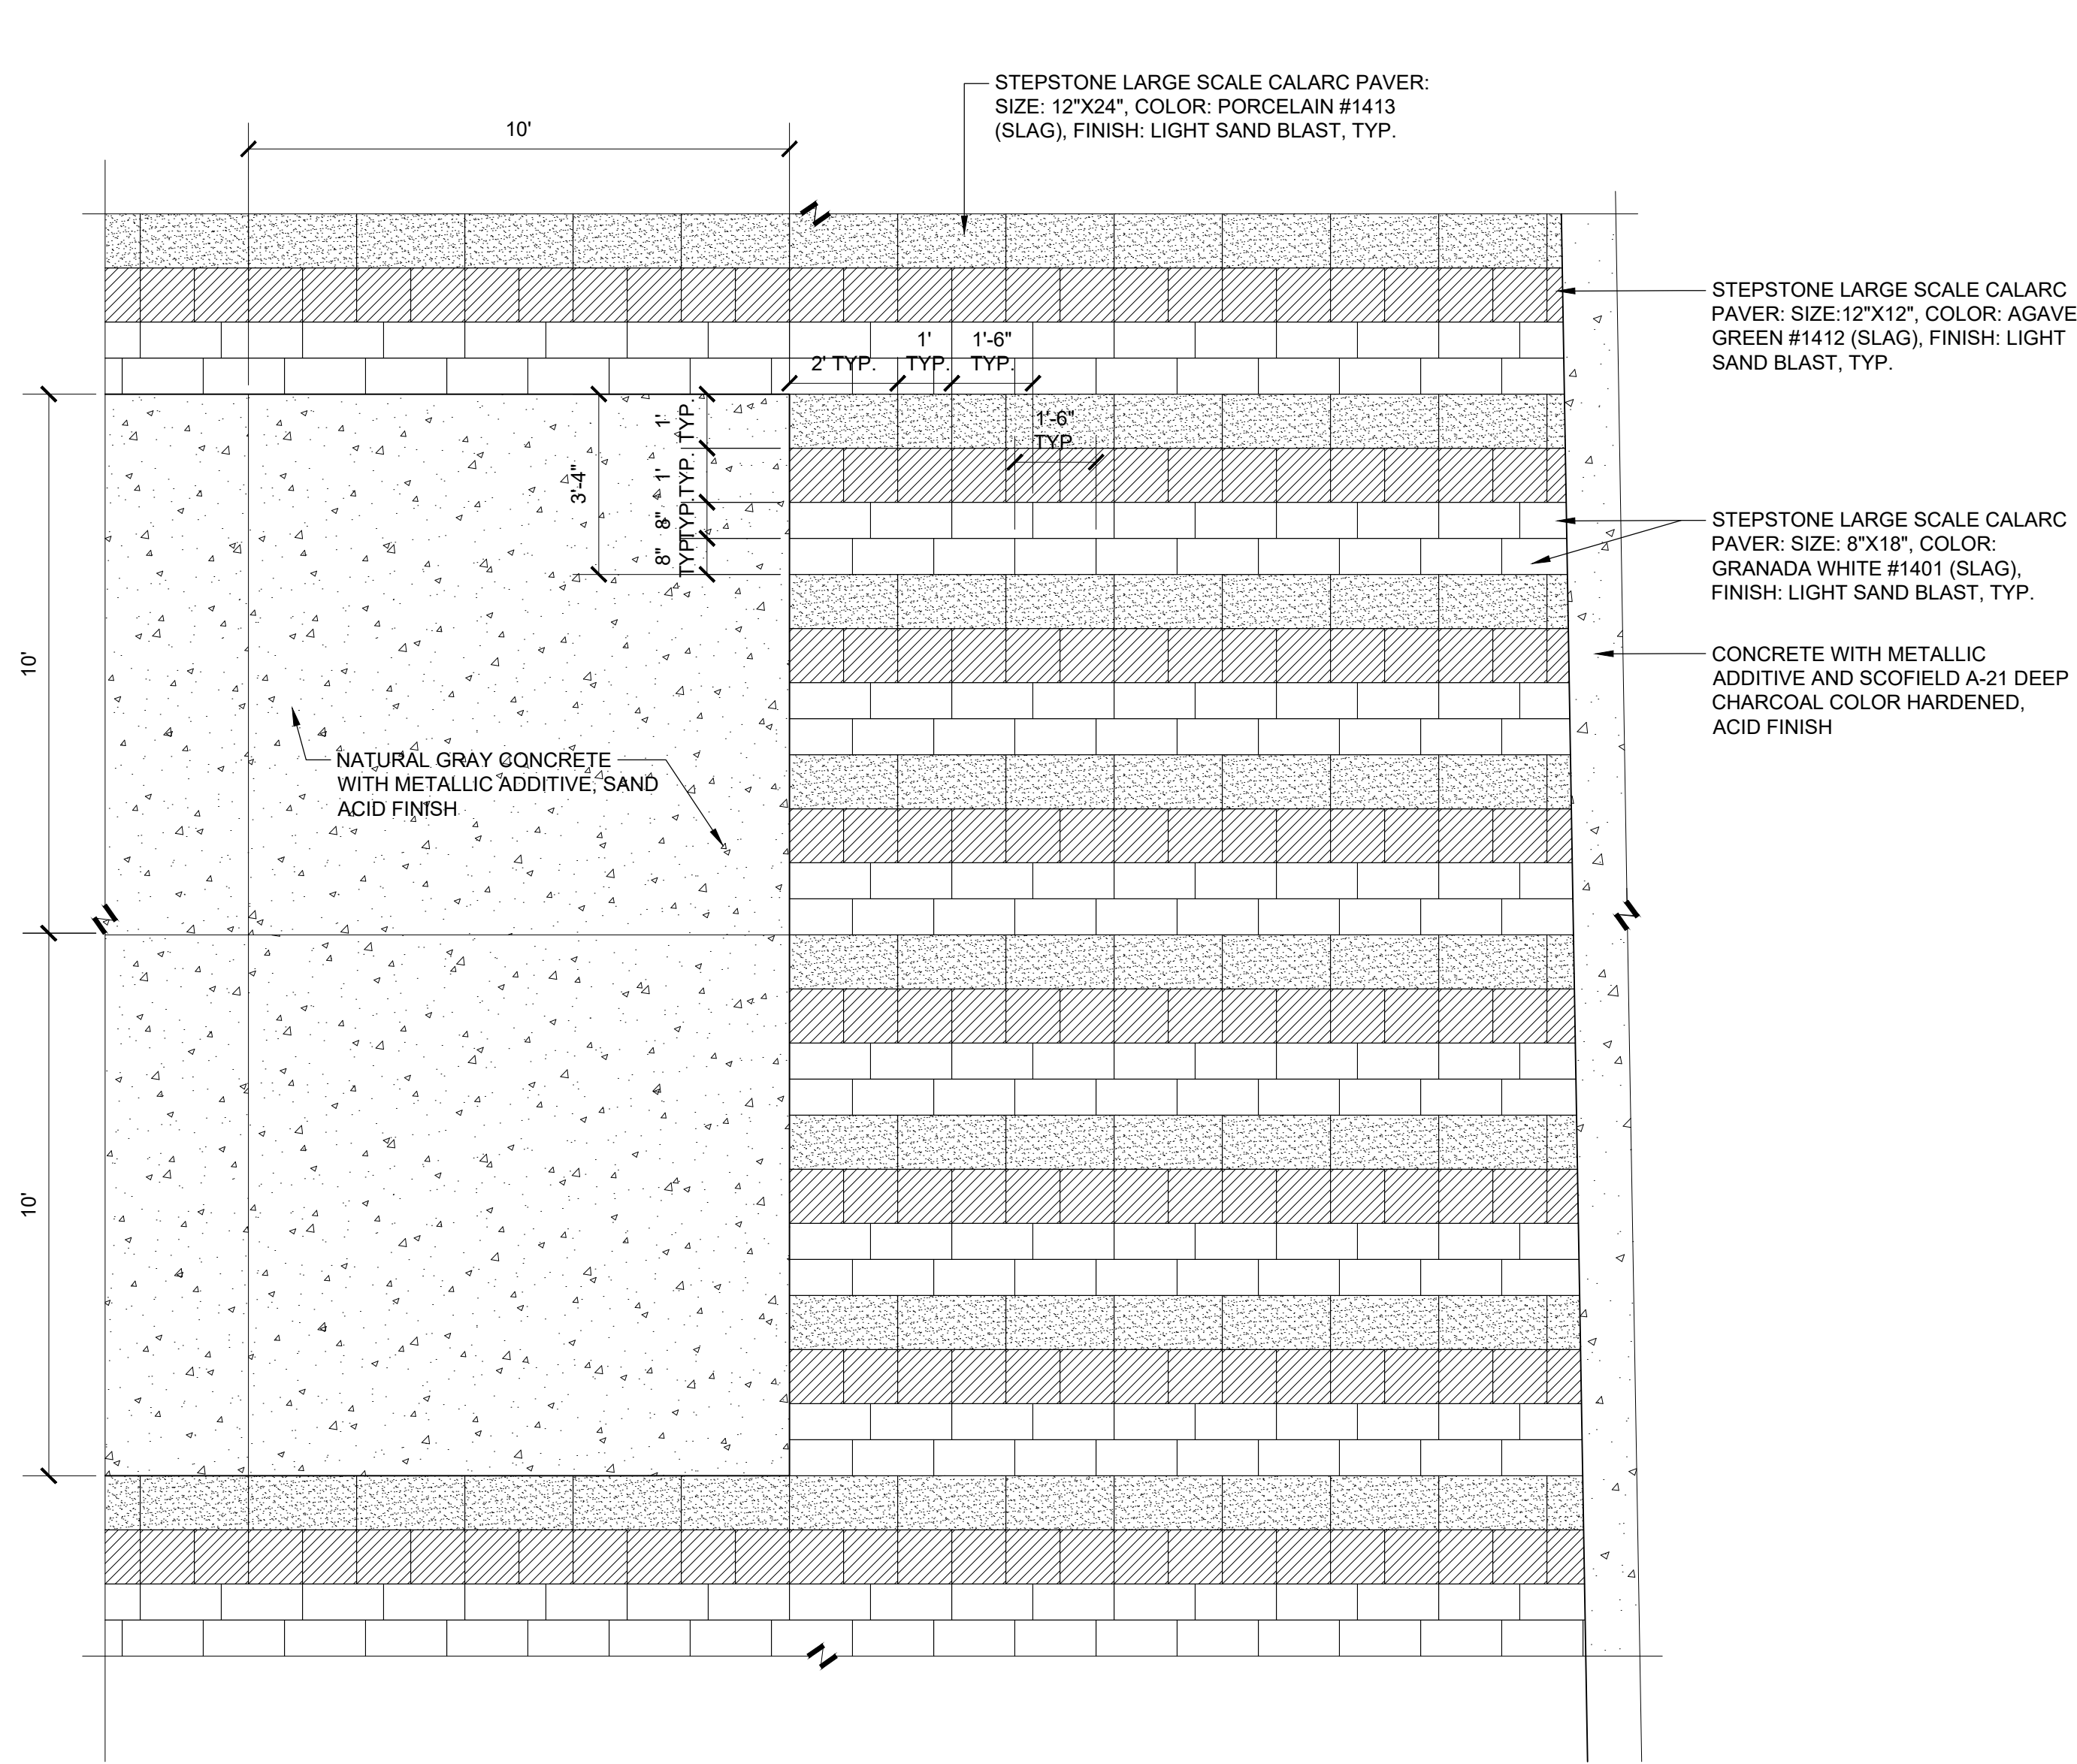 STEPSTONE LARGE SCALE CALARC PAVER:
SIZE: 12"X24", COLOR: PORCELAIN #1413
(SLAG), FINISH: LIGHT SAND BLAST, TYP.
10'
STEPSTONE LARGE SCALE CALARC
PAVER: SIZE:12"X12", COLOR: AGAVE
GREEN #1412 (SLAG), FINISH: LIGHT
SAND BLAST, TYP.
2' TYP.
1'
TYP.
1'-6"
TYP.
1'-6"
TYP.
1'
TYP.
1'
TYP.
8"
TYP.
8"
TYP.
3'-4"
STEPSTONE LARGE SCALE CALARC
PAVER: SIZE: 8"X18", COLOR:
GRANADA WHITE #1401 (SLAG),
FINISH: LIGHT SAND BLAST, TYP.
10'
CONCRETE WITH METALLIC
ADDITIVE AND SCOFIELD A-21 DEEP
CHARCOAL COLOR HARDENED,
ACID FINISH
NATURAL GRAY CONCRETE
WITH METALLIC ADDITIVE, SAND
ACID FINISH
10'